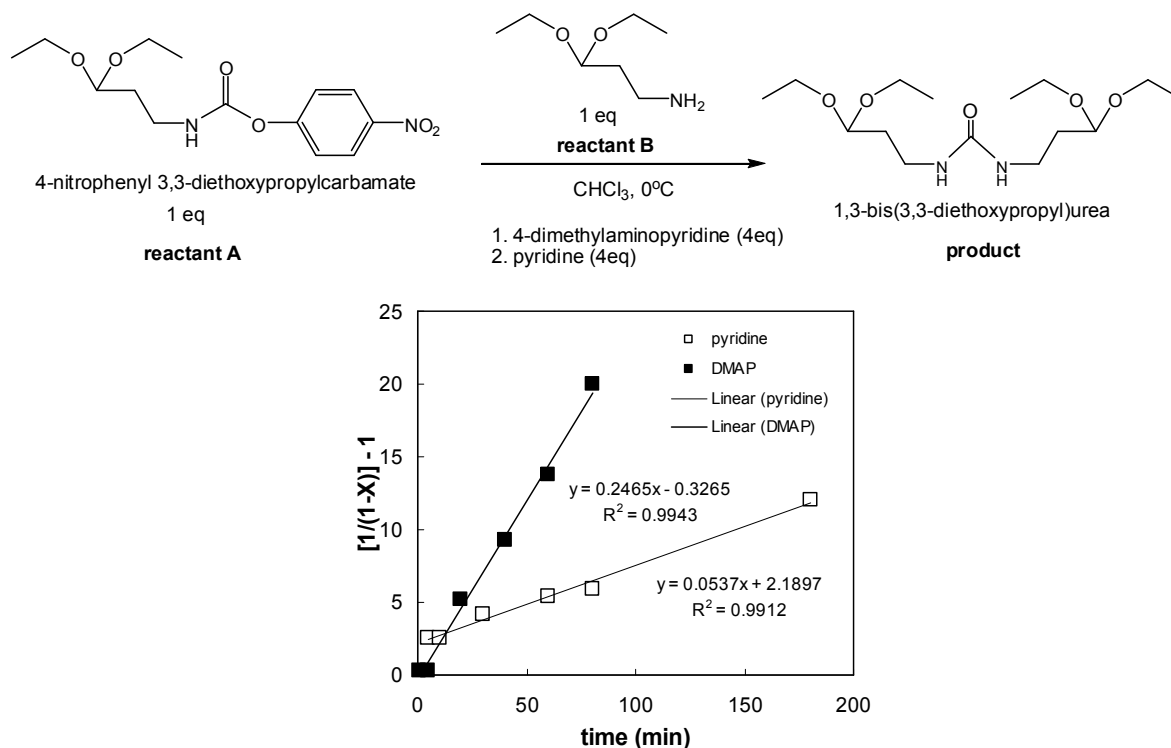 O O
O
N
H
O
NO2
4-nitrophenyl 3,3-diethoxypropylcarbamate
1 eq
reactant A
O O
NH2
1 eq
reactant B
CHCl3, 0oC
1. 4-dimethylaminopyridine (4eq)
2. pyridine (4eq)
O O
O
O O
N
H
N
H
1,3-bis(3,3-diethoxypropyl)urea
product
25
20
15
10
5
0
[1/(1-X)] - 1
pyridine
DMAP
Linear (pyridine)
Linear (DMAP)
y = 0.2465x - 0.3265
R2 = 0.9943
y = 0.0537x + 2.1897
R2 = 0.9912
0 50 100 150 200
time (min)